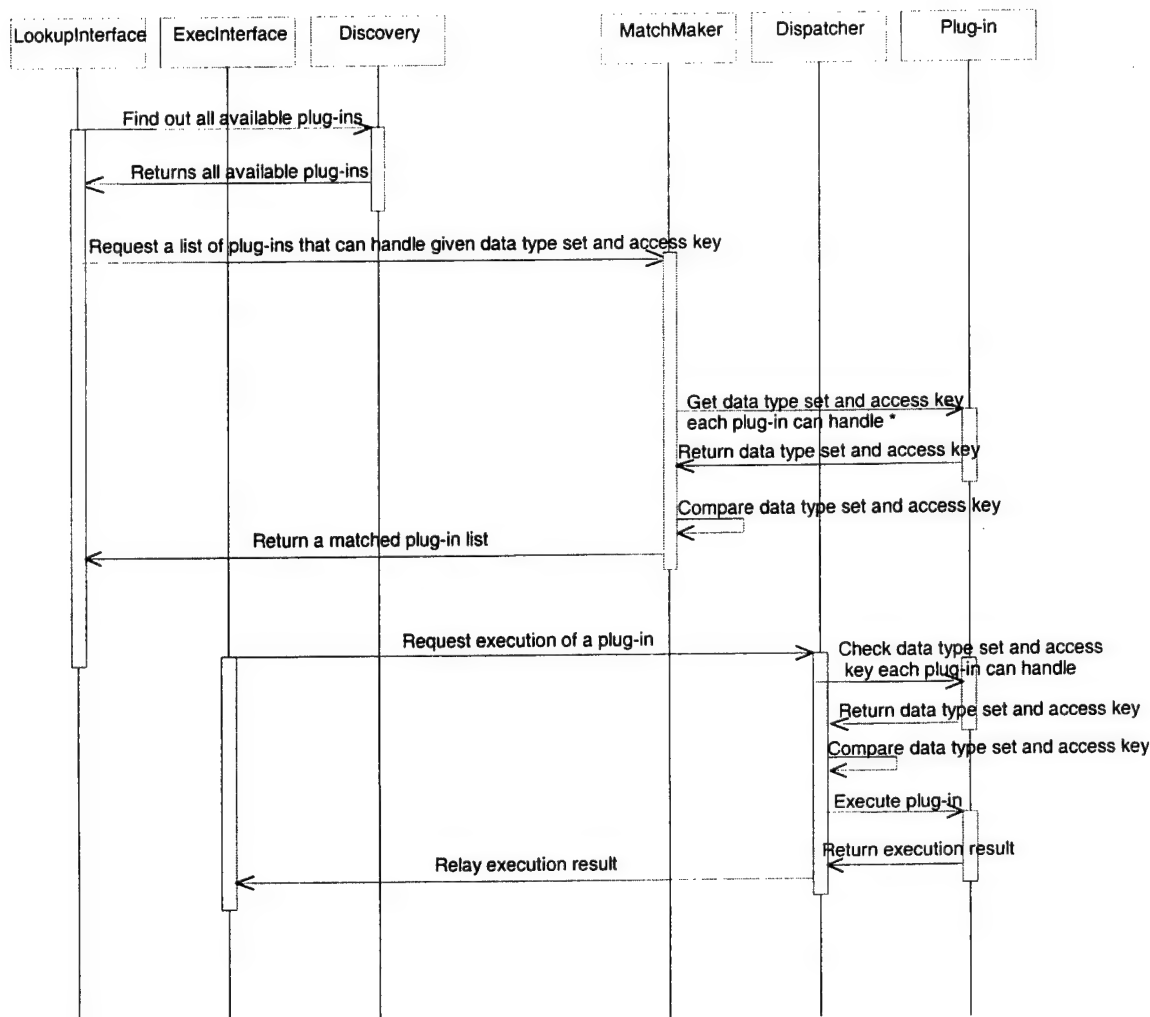 LookupInterface
ExecInterface
Discovery
MatchMaker
Dispatcher
Plug-in
Find out all available plug-ins
Returns all available plug-ins
Request a list of plug-ins that can handle given data type set and access key
Get data type set and access key
each plug-in can handle *
Return data type set and access key
Compare data type set and access key
Return a matched plug-in list
Request execution of a plug-in
Check data type set and access
key each plug-in can handle
Return data type set and access key
Compare data type set and access key
Execute plug-in
Return execution result
Relay execution result